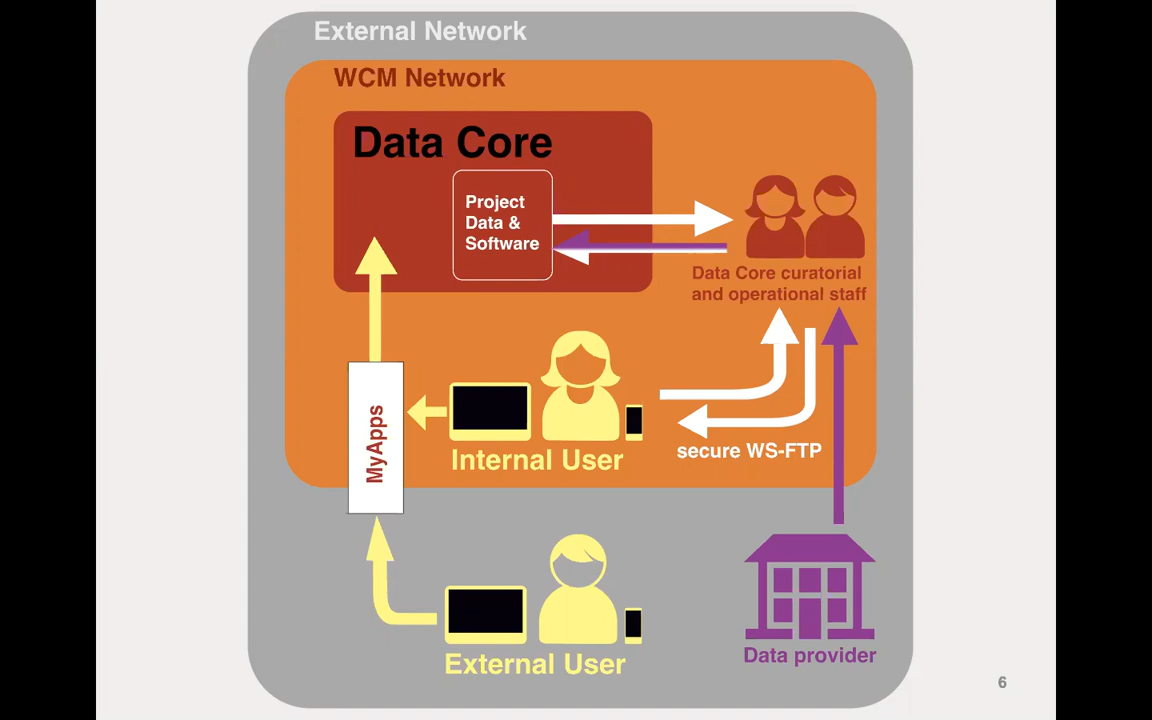 External Network
WCM Network
Data Core
Project
Data &
Software
Data Core curatorial
and operational staff
MyApps
Internal User
secure WS-FTP
External User
Data provider
6